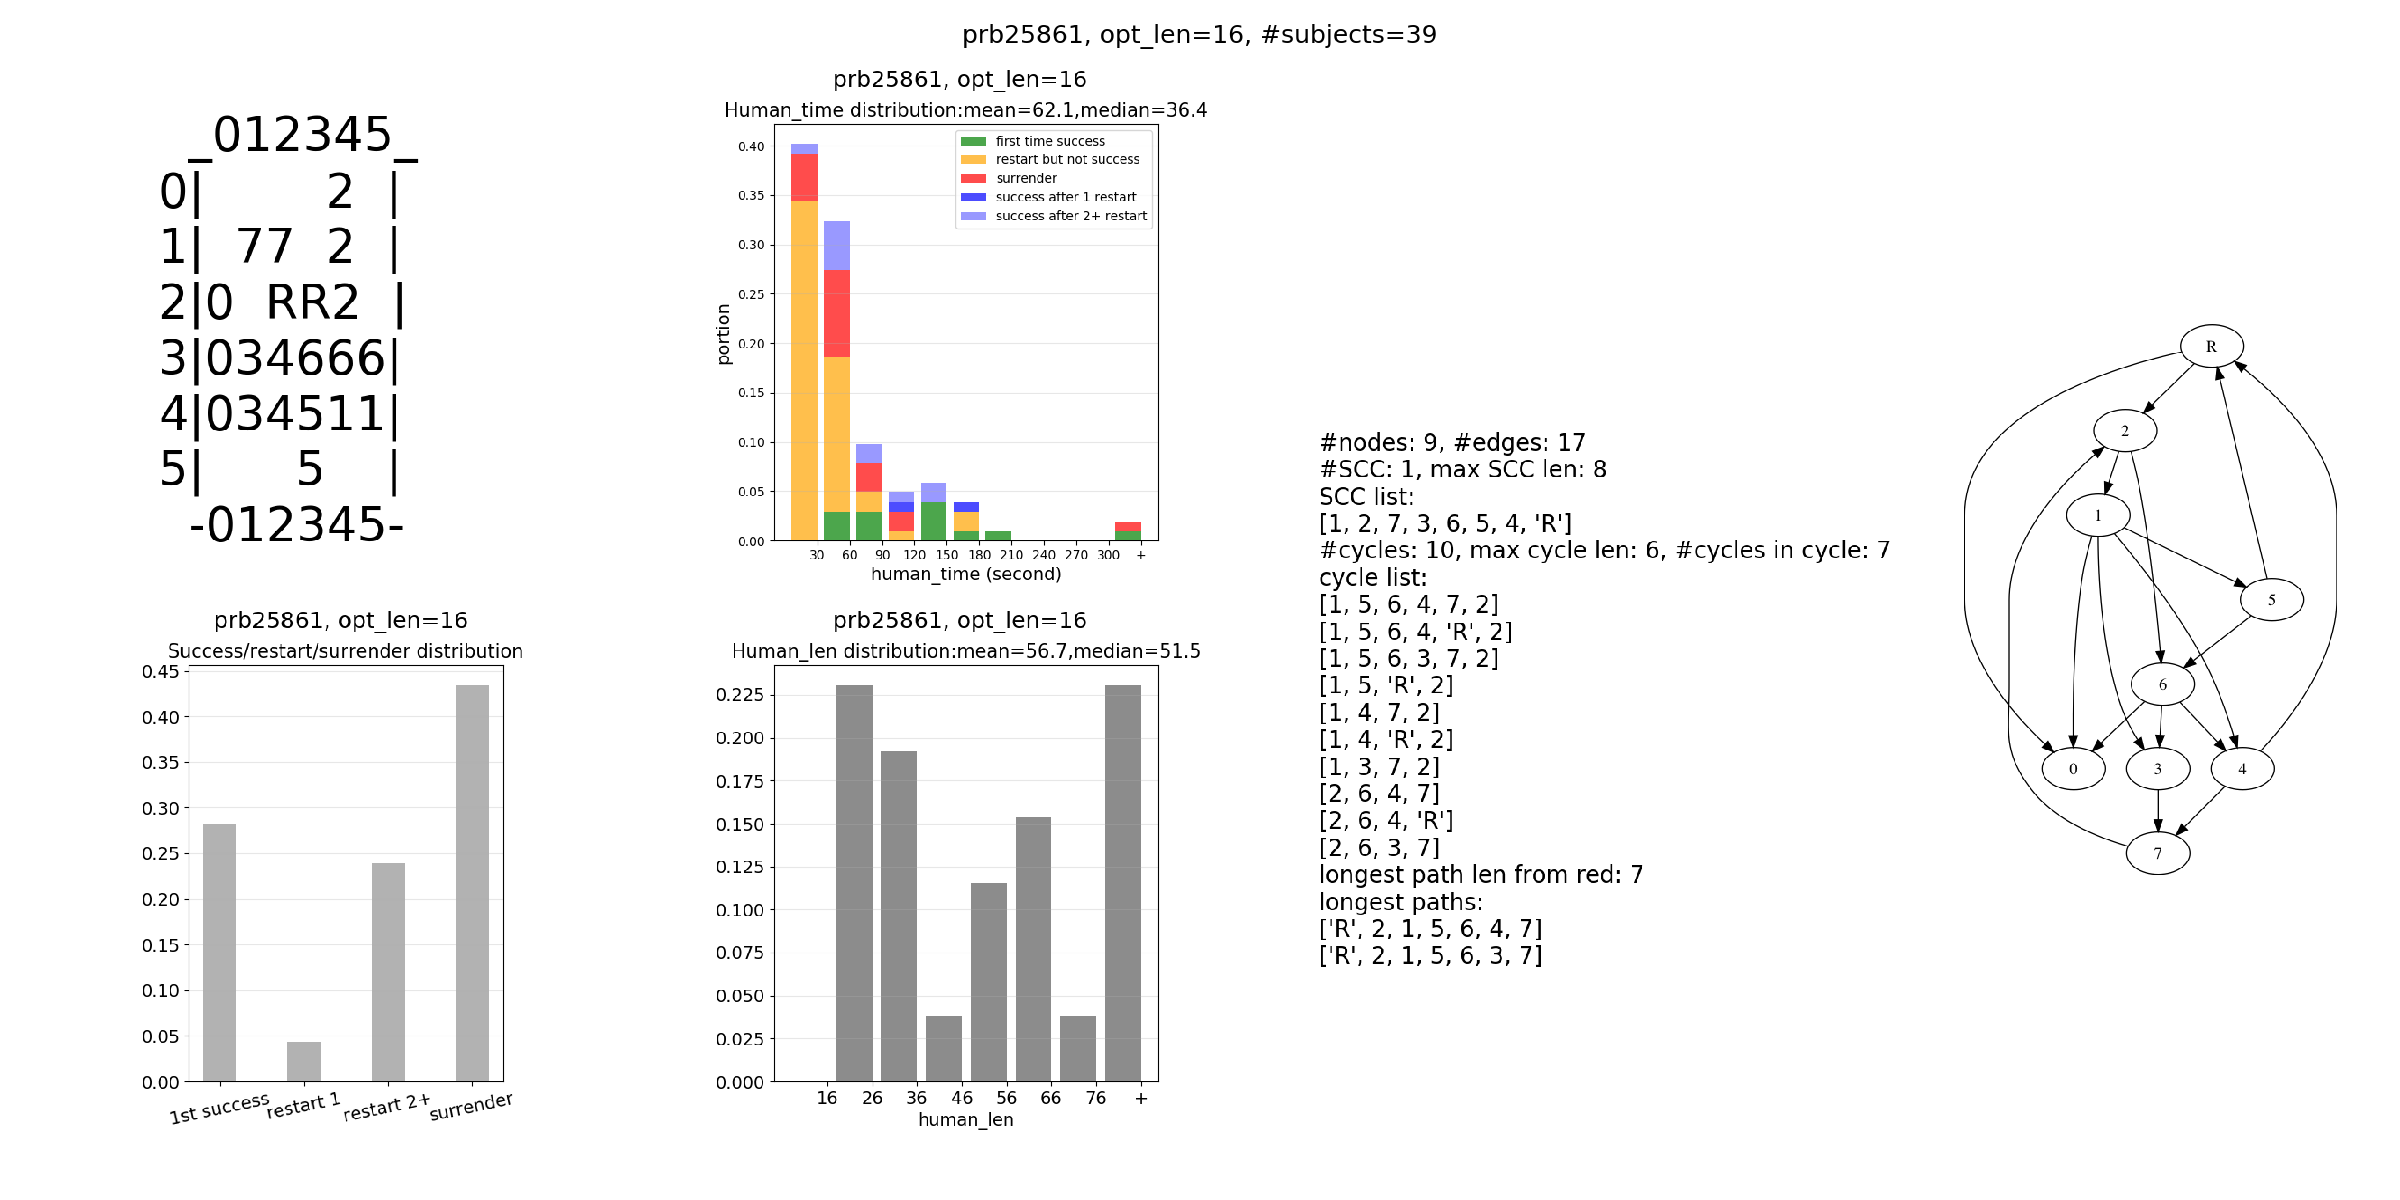 prb25861, opt_len=16, #subjects=39
_012345_
0|    2  |
1|  77  2  |
2|0  RR2  |
3|034666|
4|034511|
5|      5    |
-012345-
prb25861, opt_len=16
Human_time distribution:mean=62.1,median=36.4
first time success
restart but not success
surrender
success after 1 restart
success after 2+ restart
portion
0.40
0.35
0.30
0.25
0.20
0.15
0.10
0.05
0.00
30 60 90 120 150 180 210 240 270 300 +
human_time (second)
prb25861, opt_len=16
Success/restart/surrender distribution
0.45
0.40
0.35
0.30
0.25
0.20
0.15
0.10
0.05
0.00
1st success restart 1 restart 2+ surrender
prb25861, opt_len=16
Human_len distribution:mean=56.7,median=51.5
0.225
0.200
0.175
0.150
0.125
0.100
0.075
0.050
0.025
0.000
16 26 36 46 56 66 76 +
human_len
#nodes: 9, #edges: 17
#SCC: 1, max SCC len: 8
SCC list:
[1, 2, 7, 3, 6, 5, 4, 'R']
#cycles: 10, max cycle len: 6, #cycles in cycle: 7
cycle list:
[1, 5, 6, 4, 7, 2]
[1, 5, 6, 4, 'R', 2]
[1, 5, 6, 3, 7, 2]
[1, 5, 'R', 2]
[1, 4, 7, 2]
[1, 4, 'R', 2]
[1, 3, 7, 2]
[2, 6, 4, 7]
[2, 6, 4, 'R']
[2, 6, 3, 7]
longest path len from red: 7
longest paths:
['R', 2, 1, 5, 6, 4, 7]
['R', 2, 1, 5, 6, 3, 7]
R
2
1
5
6
0 3 4
7